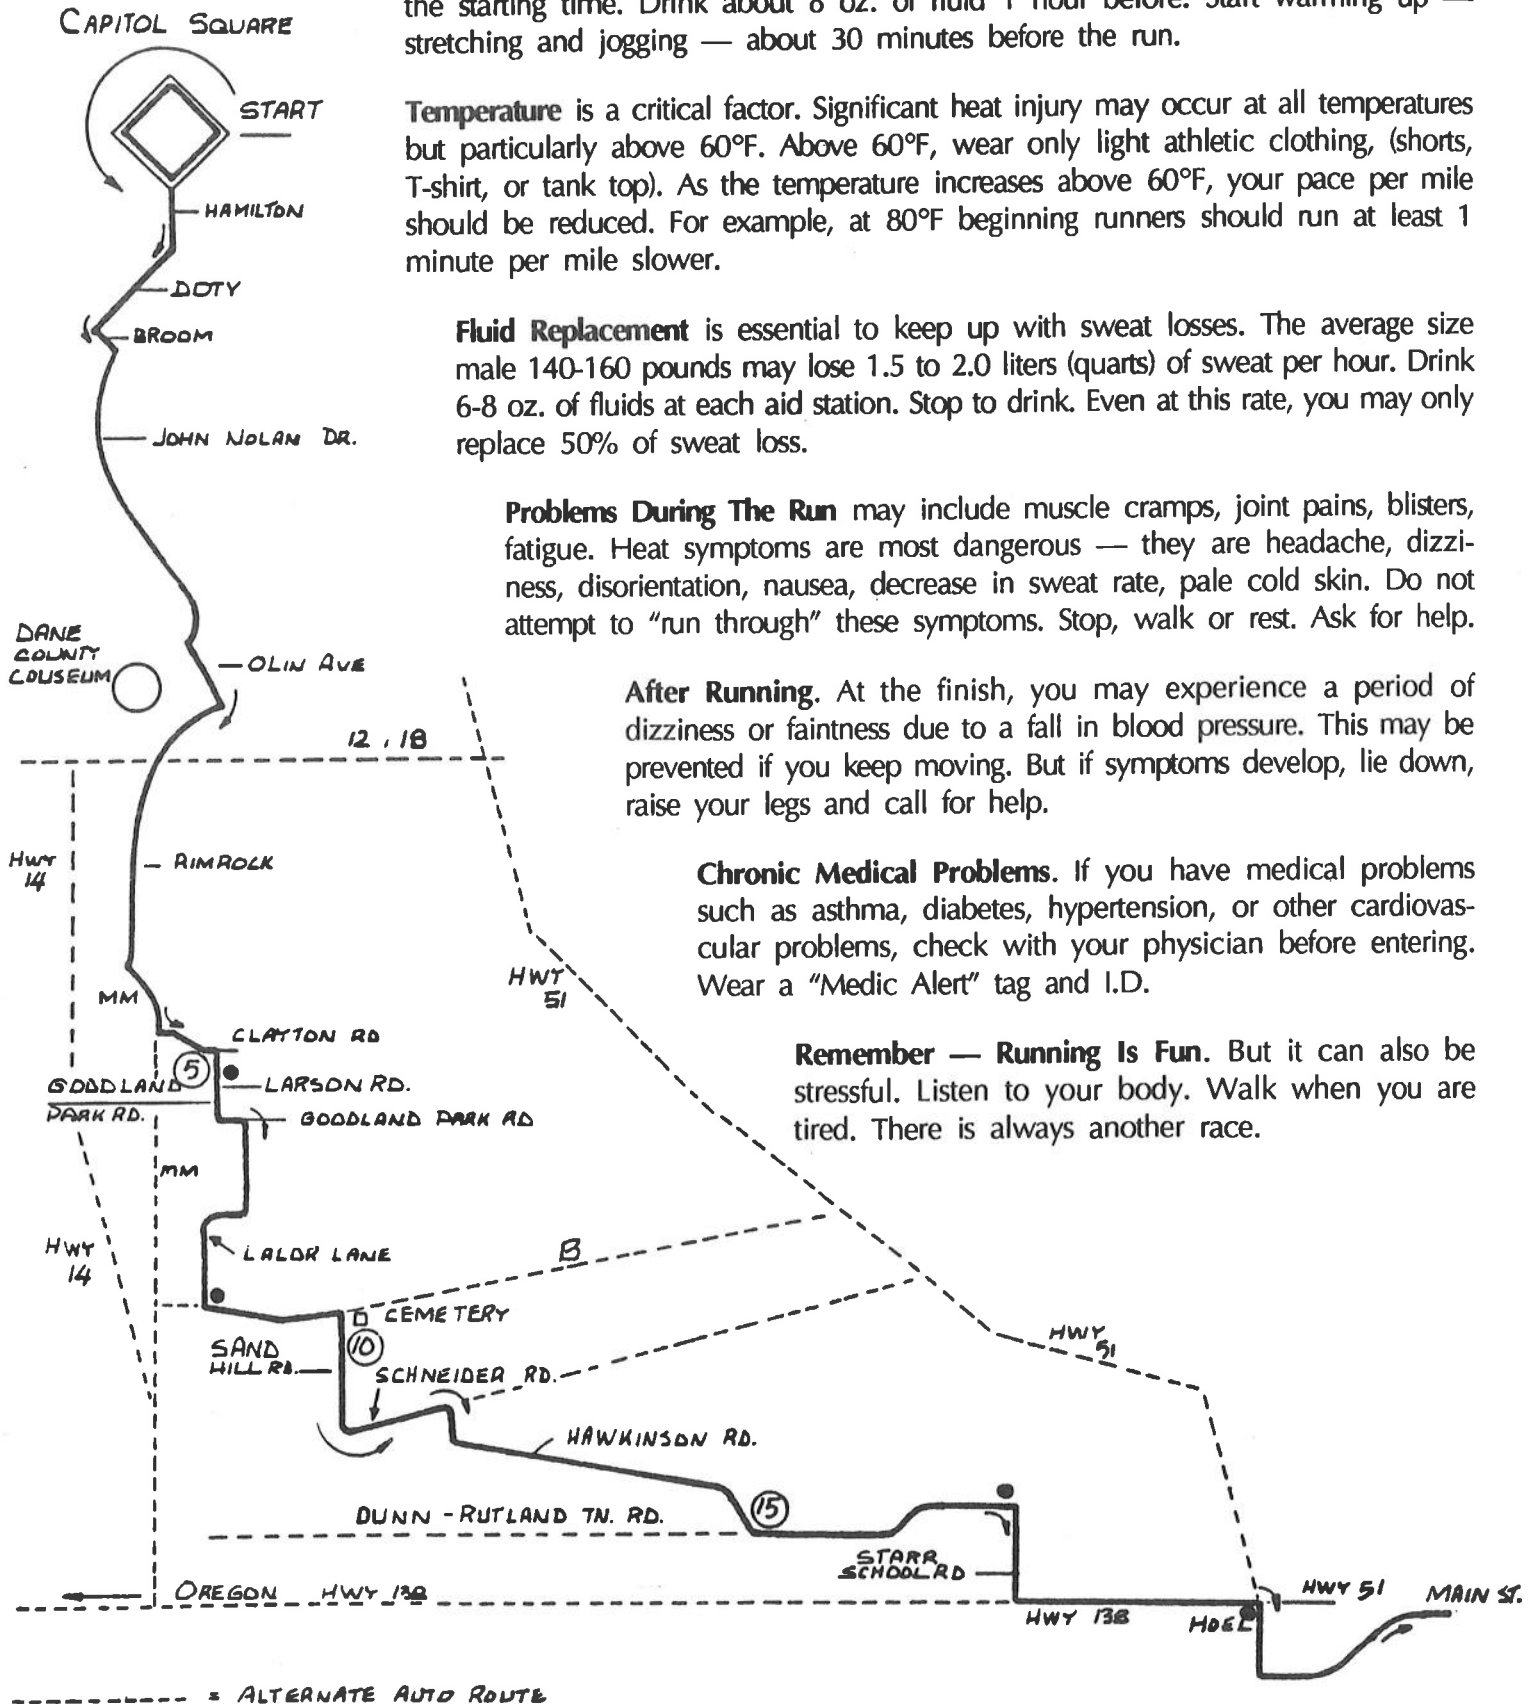 the starting time. Drink about 8 oz. of fluid 1 hour before. Start warming up —
stretching and jogging — about 30 minutes before the run.
Temperature is a critical factor. Significant heat injury may occur at all temperatures
but particularly above 60°F. Above 60°F, wear only light athletic clothing, (shorts,
T-shirt, or tank top). As the temperature increases above 60°F, your pace per mile
should be reduced. For example, at 80°F beginning runners should run at least 1
minute per mile slower.
Fluid Replacement is essential to keep up with sweat losses. The average size
male 140-160 pounds may lose 1.5 to 2.0 liters (quarts) of sweat per hour. Drink
6-8 oz. of fluids at each aid station. Stop to drink. Even at this rate, you may only
replace 50% of sweat loss.
Problems During The Run may include muscle cramps, joint pains, blisters,
fatigue. Heat symptoms are most dangerous — they are headache, dizzi-
ness, disorientation, nausea, decrease in sweat rate, pale cold skin. Do not
attempt to “run through” these symptoms. Stop, walk or rest. Ask for help.
After Running. At the finish, you may experience a period of
dizziness or faintness due to a fall in blood pressure. This may be
prevented if you keep moving. But if symptoms develop, lie down,
raise your legs and call for help.
Chronic Medical Problems. If you have medical problems
such as asthma, diabetes, hypertension, or other cardiovas-
cular problems, check with your physician before entering.
Wear a “Medic Alert” tag and I.D.
Remember — Running Is Fun. But it can also be
stressful. Listen to your body. Walk when you are
tired. There is always another race.
CAPITOL SQUARE
START
HAMILTON
DOTY
BROOM
JOHN NOLAN DR.
DANE
COUNTY
COLISEUM
OLIN AVE
12, 18
HWY
14
RIMROCK
HWY
51
MM
CLAYTON RD
5
GOODLAND
PARK RD.
LARSON RD.
GOODLAND PARK RD
MM
HWY
14
LALOR LANE
B
CEMETERY
10
SAND
HILL RD.
SCHNEIDER RD.
HWY
51
HAWKINSON RD.
DUNN - RUTLAND TN. RD.
15
STARR
SCHOOL RD
OREGON HWY 138
HWY 138
HOEL
HWY 51
MAIN ST.
= ALTERNATE AUTO ROUTE